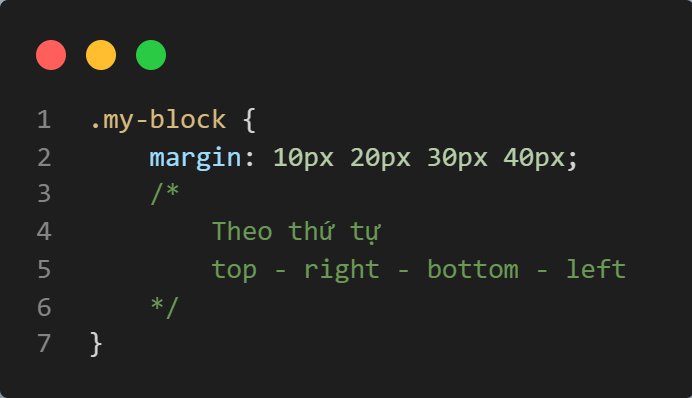 1 .my-block {
2 margin: 10px 20px 30px 40px;
3 /*
4 Theo thứ tự
5 top - right - bottom - left
6 */
7 }